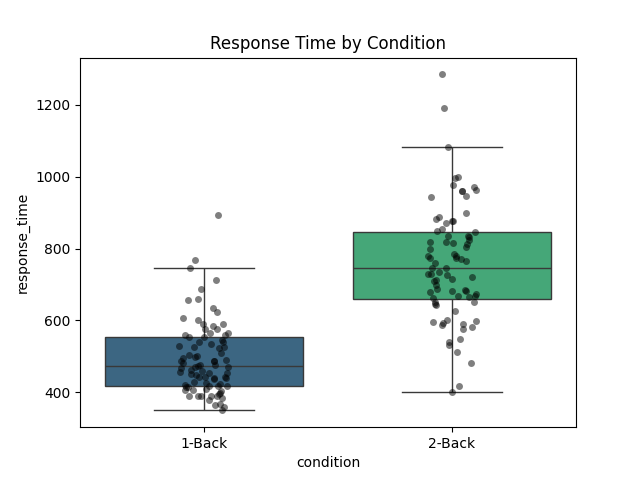 Response Time by Condition
1200
1000
800
600
400
response_time
1-Back
2-Back
condition